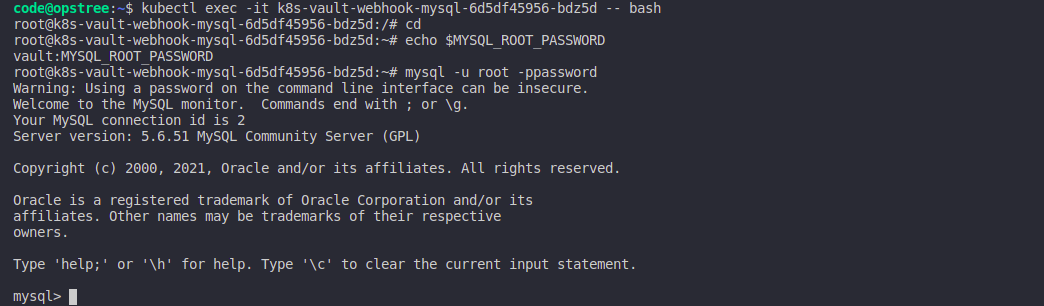 code@opstree:~$ kubectl exec -it k8s-vault-webhook-mysql-6d5df45956-bdz5d -- bash
root@k8s-vault-webhook-mysql-6d5df45956-bdz5d:/# cd
root@k8s-vault-webhook-mysql-6d5df45956-bdz5d:~# echo $MYSQL_ROOT_PASSWORD
vault:MYSQL_ROOT_PASSWORD
root@k8s-vault-webhook-mysql-6d5df45956-bdz5d:~# mysql -u root -ppassword
Warning: Using a password on the command line interface can be insecure.
Welcome to the MySQL monitor.  Commands end with ; or \g.
Your MySQL connection id is 2
Server version: 5.6.51 MySQL Community Server (GPL)
Copyright (c) 2000, 2021, Oracle and/or its affiliates. All rights reserved.
Oracle is a registered trademark of Oracle Corporation and/or its
affiliates. Other names may be trademarks of their respective
owners.
Type 'help;' or '\h' for help. Type '\c' to clear the current input statement.
mysql>